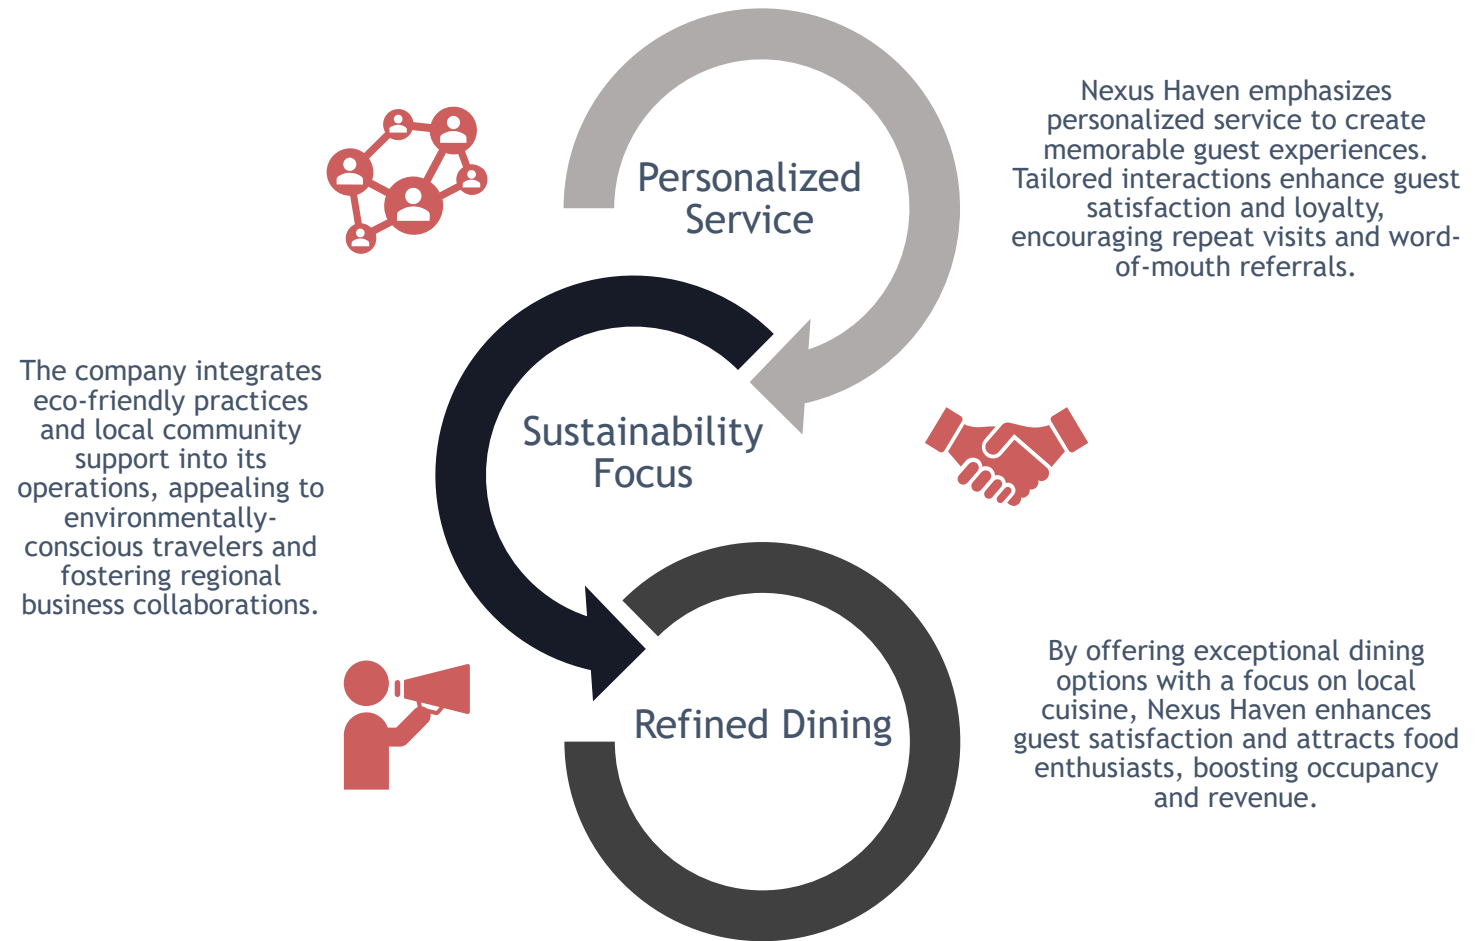 Personalized
Service
Nexus Haven emphasizes
personalized service to create
memorable guest experiences.
Tailored interactions enhance guest
satisfaction and loyalty,
encouraging repeat visits and word-
of-mouth referrals.
Sustainability
Focus
The company integrates
eco-friendly practices
and local community
support into its
operations, appealing to
environmentally-
conscious travelers and
fostering regional
business collaborations.
Refined Dining
By offering exceptional dining
options with a focus on local
cuisine, Nexus Haven enhances
guest satisfaction and attracts food
enthusiasts, boosting occupancy
and revenue.